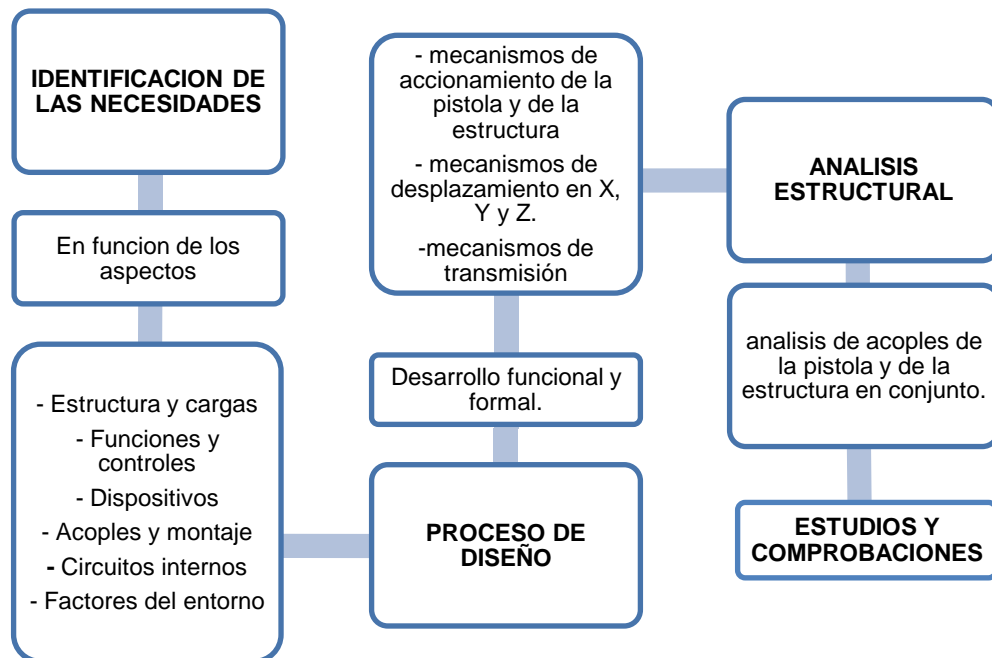 IDENTIFICACION DE
LAS NECESIDADES
En funcion de los
aspectos
- Estructura y cargas
- Funciones y
controles
- Dispositivos
- Acoples y montaje
- Circuitos internos
- Factores del entorno
PROCESO DE
DISEÑO
Desarrollo funcional y
formal.
- mecanismos de
accionamiento de la
pistola y de la
estructura
- mecanismos de
desplazamiento en X,
Y y Z.
-mecanismos de
transmisión
ANALISIS
ESTRUCTURAL
analisis de acoples de
la pistola y de la
estructura en conjunto.
ESTUDIOS Y
COMPROBACIONES